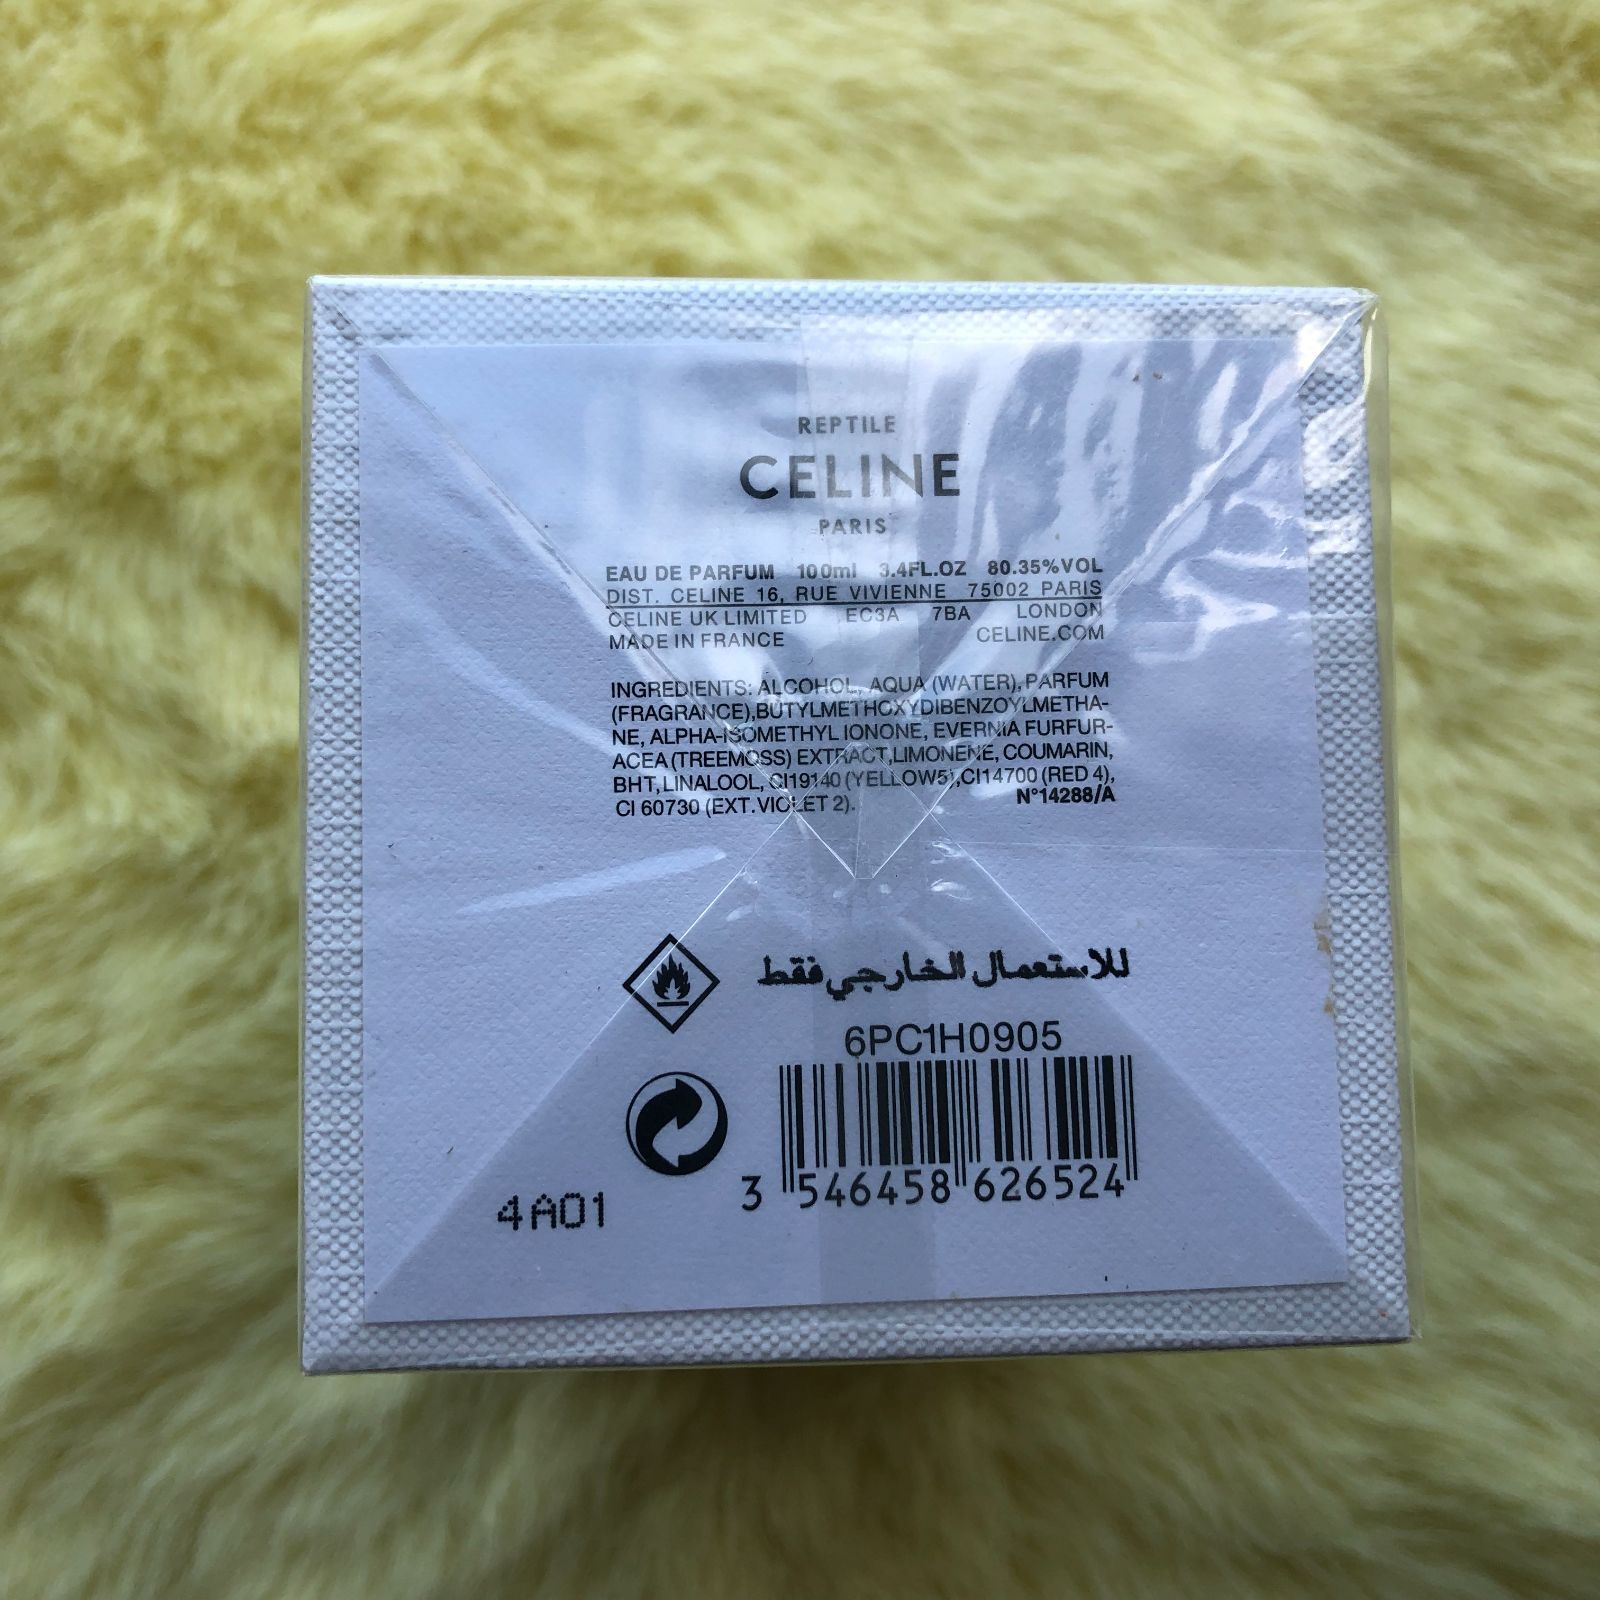 REPTILE
CELINE
PARIS
EAU DE PARFUM 100ml 3.4FL.OZ 80.35%VOL
DIST. CELINE 16, RUE VIVIENNE 75002 PARIS
CELINE UK LIMITED EC3A 7BA LONDON
MADE IN FRANCE CELINE.COM
INGREDIENTS: ALCOHOL, AQUA (WATER), PARFUM
(FRAGRANCE),BUTYLMETHOXYDIBENZOYLMETHA-
NE, ALPHA-ISOMETHYL IONONE, EVERNIA FURFUR-
ACEA (TREEMOSS) EXTRACT,LIMONENE, COUMARIN,
BHT,LINALOOL, CI19140 (YELLOW5),CI14700 (RED 4),
CI 60730 (EXT.VIOLET 2). N°14288/A
للاستعمال الخارجي فقط
6PC1H0905
3 546458 626524
4A01